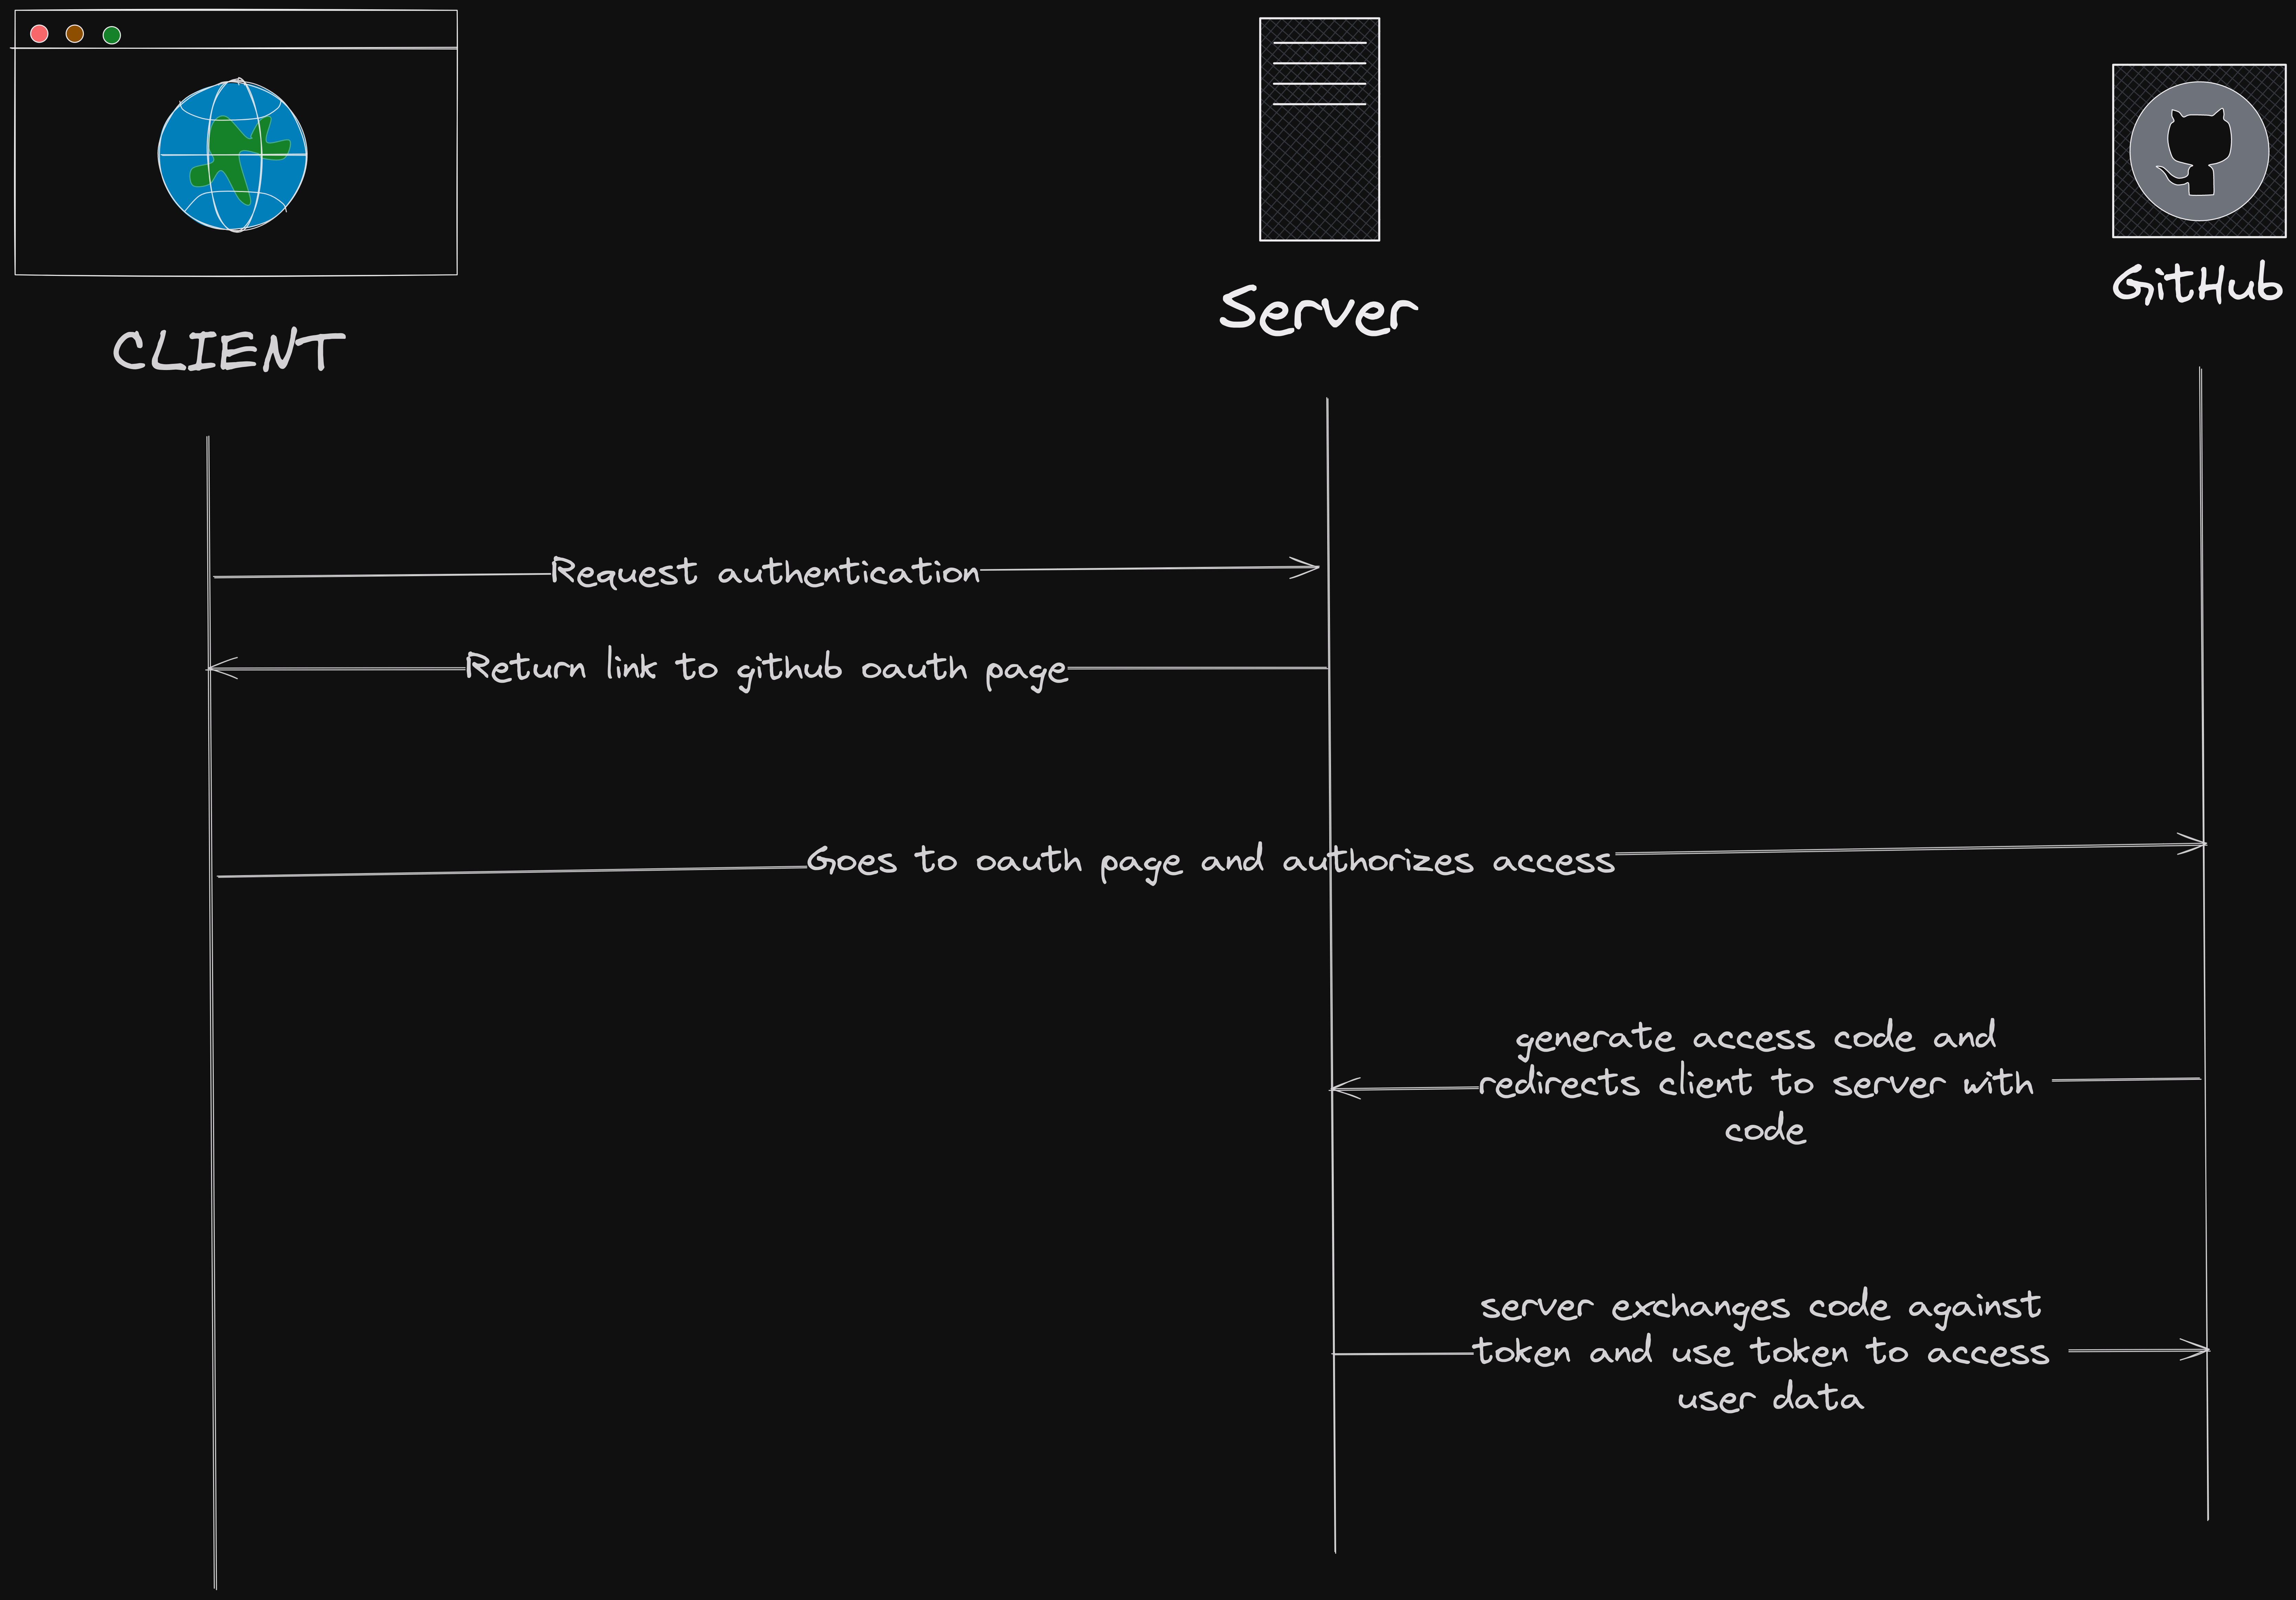 CLIENT
Server
GitHub
Request authentication
Return link to github oauth page
Goes to oauth page and authorizes access
generate access code and
redirects client to server with
code
server exchanges code against
token and use token to access
user data